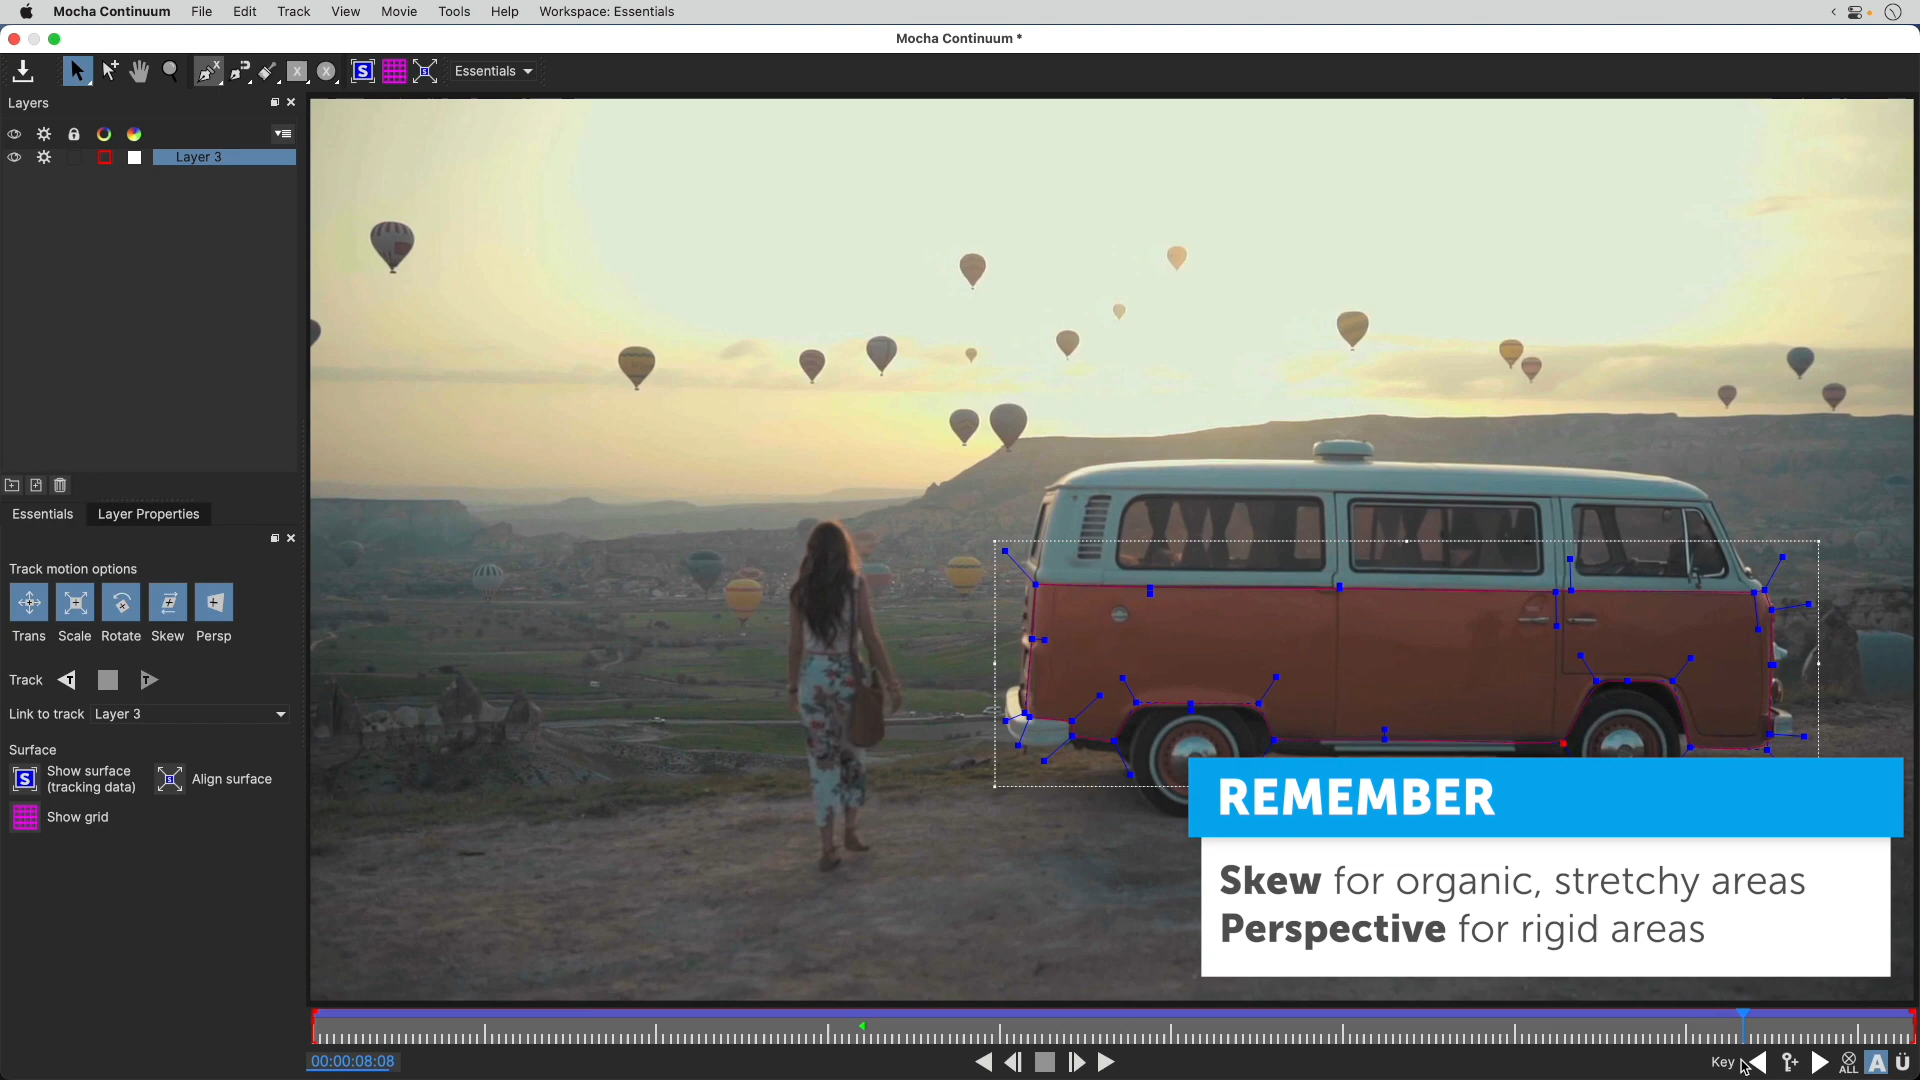 Mocha Continuum File Edit Track View Movie Tools Help Workspace: Essentials
Mocha Continuum *
Essentials
Layers
Layer 3
Essentials Layer Properties
Track motion options
Trans Scale Rotate Skew Persp
Track
Link to track Layer 3
Surface
Show surface
(tracking data)
Align surface
Show grid
REMEMBER
Skew for organic, stretchy areas
Perspective for rigid areas
00:00:08:08
Key
ALL
A
Ü